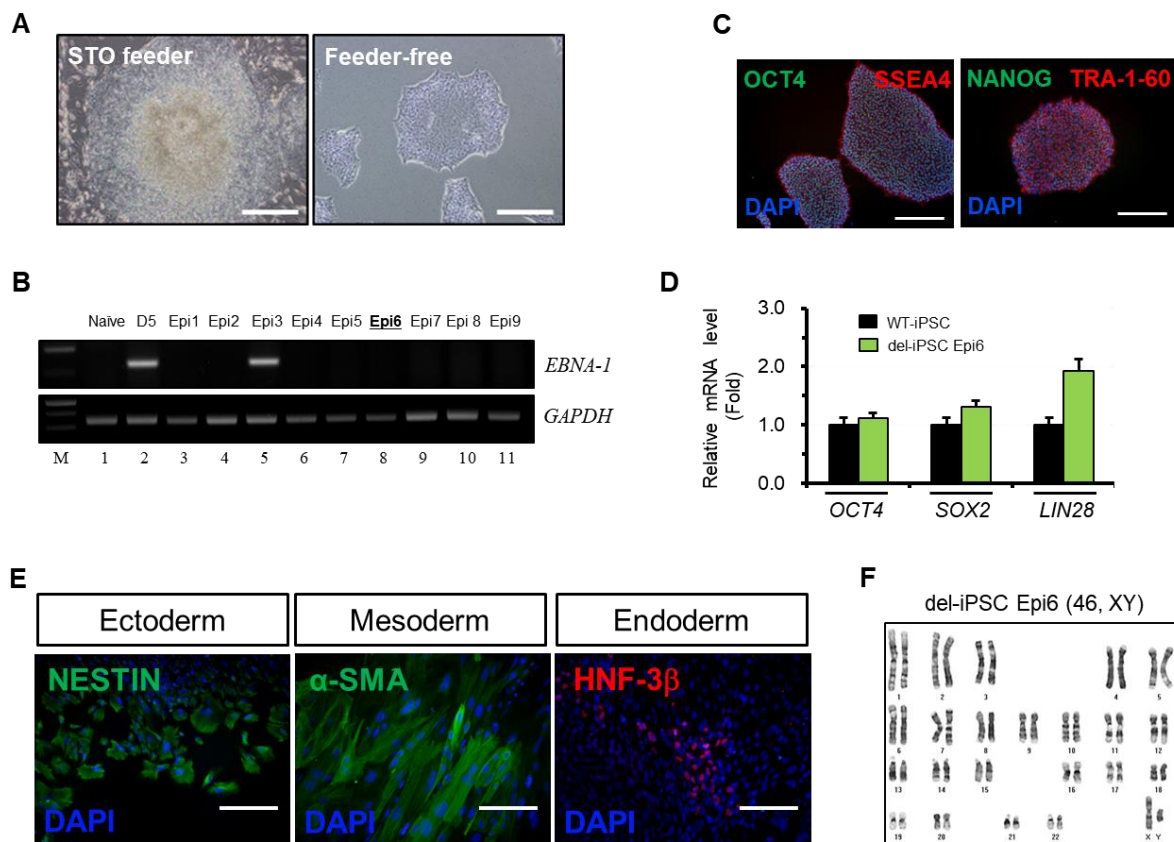 A
STO feeder
Feeder-free
B
Naïve D5 Epi1 Epi2 Epi3 Epi4 Epi5 Epi6 Epi7 Epi 8 Epi9
EBNA-1
GAPDH
M 1 2 3 4 5 6 7 8 9 10 11
C
OCT4 SSEA4
DAPI
NANOG TRA-1-60
DAPI
D
Relative mRNA level
(Fold)
3.0
2.0
1.0
0.0
WT-iPSC
del-iPSC Epi6
OCT4 SOX2 LIN28
E
Ectoderm Mesoderm Endoderm
NESTIN α-SMA HNF-3β
DAPI DAPI DAPI
F
del-iPSC Epi6 (46, XY)
1 2 3 4 5
6 7 8 9 10 11 12
13 14 15 16 17 18
19 20 21 22 X Y